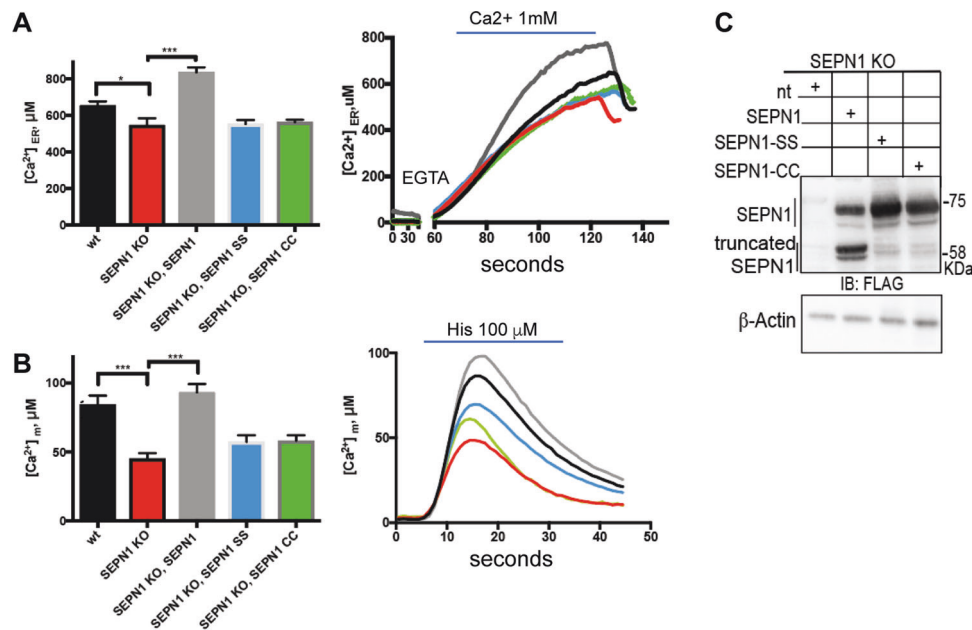 A
[Ca²⁺] ER, µM
800
600
400
200
0
*
***
wt
SEPN1 KO
SEPN1 KO, SEPN1
SEPN1 KO, SEPN1 SS
SEPN1 KO, SEPN1 CC
Ca2+ 1mM
[Ca2+) ER,uM
800
600
400
200
0
EGTA
0 30 60 80 100 120 140
seconds
C
SEPN1 KO
nt +
SEPN1 +
SEPN1-SS +
SEPN1-CC +
SEPN1
-75
truncated
SEPN1
-58
KDa
IB: FLAG
β-Actin
B
[Ca²⁺] m, µM
100
50
0
***
***
wt
SEPN1 KO
SEPN1 KO, SEPN1
SEPN1 KO, SEPN1 SS
SEPN1 KO, SEPN1 CC
His 100 µM
[Ca²⁺] m, µM
100
50
0
0 10 20 30 40 50
seconds